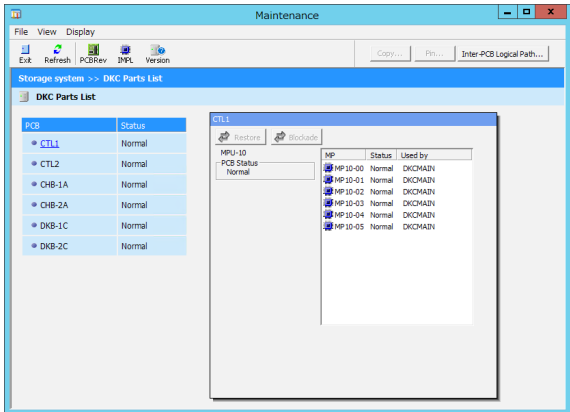 Maintenance
File View Display
Exit Refresh PCBRev IMPL Version Copy... Pin... Inter-PCB Logical Path...
Storage system >> DKC Parts List
DKC Parts List
PCB Status
CTL1 Normal
CTL2 Normal
CHB-1A Normal
CHB-2A Normal
DKB-1C Normal
DKB-2C Normal
CTL1
Restore Blockade
MPU-10
PCB Status
Normal
MP Status Used by
MP10-00 Normal DKCMAIN
MP10-01 Normal DKCMAIN
MP10-02 Normal DKCMAIN
MP10-03 Normal DKCMAIN
MP10-04 Normal DKCMAIN
MP10-05 Normal DKCMAIN